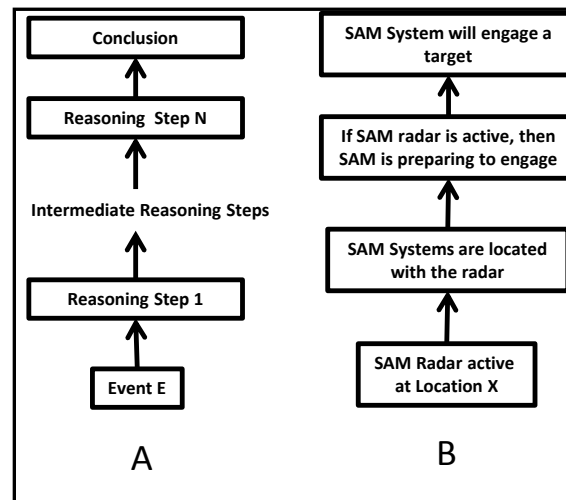 Conclusion
Reasoning Step N
Intermediate Reasoning Steps
Reasoning Step 1
Event E
A
SAM System will engage a
target
If SAM radar is active, then
SAM is preparing to engage
SAM Systems are located
with the radar
SAM Radar active
at Location X
B